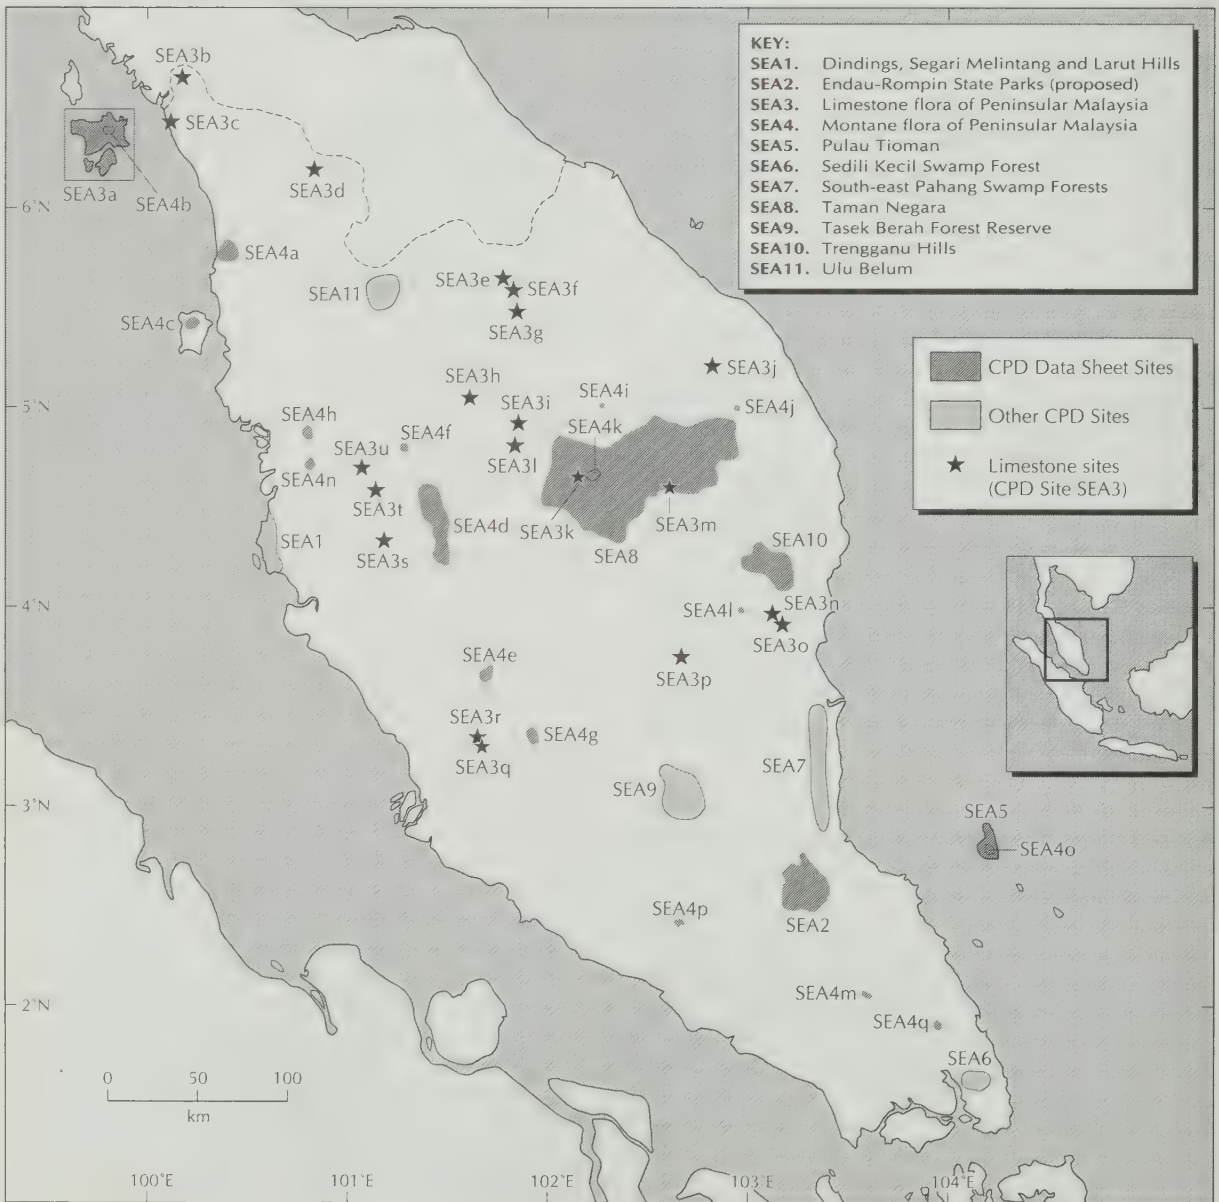 KEY:
SEA1. Dindings, Segari Melintang and Larut Hills
SEA2. Endau-Rompin State Parks (proposed)
SEA3. Limestone flora of Peninsular Malaysia
SEA4. Montane flora of Peninsular Malaysia
SEA5. Pulau Tioman
SEA6. Sedili Kecil Swamp Forest
SEA7. South-east Pahang Swamp Forests
SEA8. Taman Negara
SEA9. Tasek Berah Forest Reserve
SEA10. Trengganu Hills
SEA11. Ulu Belum
SEA3b
SEA3c
SEA3a
SEA4b
SEA3d
6°N
SEA4a
SEA11
SEA3e
SEA3f
SEA3g
SEA4c
CPD Data Sheet Sites
Other CPD Sites
Limestone sites
(CPD Site SEA3)
SEA3j
SEA3h
SEA4i
5°N
SEA3i
SEA4j
SEA4h
SEA4f
SEA4k
SEA3u
SEA3l
SEA4n
SEA3t
SEA4d
SEA3k
SEA3m
SEA1
SEA3s
SEA8
SEA10
4°N
SEA4l
SEA3n
SEA3o
SEA4e
SEA3p
SEA3r
SEA4g
SEA3q
SEA9
SEA7
3°N
SEA5
SEA4o
SEA4p
SEA2
2°N
SEA4m
SEA4q
SEA6
0 50 100
km
100°E 101°E 102°E 103°E 104°E